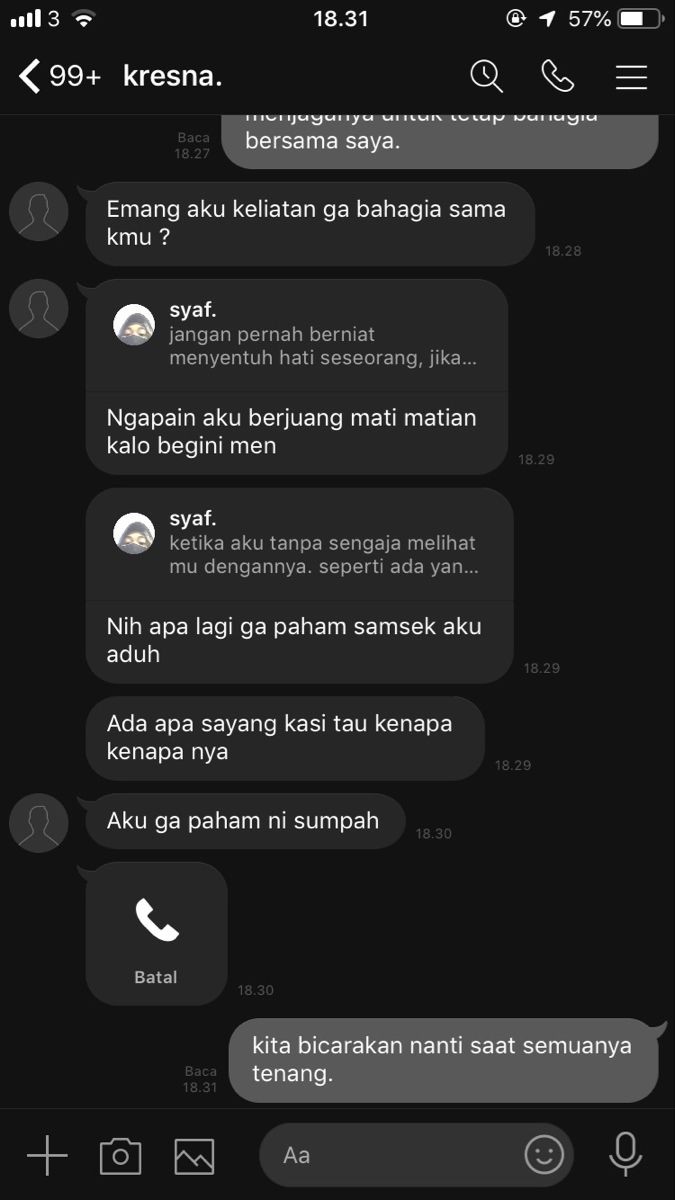 3 18.31 57%
99+ kresna.
menjaganya untuk tetap bahagia
bersama saya.
Baca
18.27
Emang aku keliatan ga bahagia sama
kmu ?
18.28
syaf.
jangan pernah berniat
menyentuh hati seseorang, jika...
Ngapain aku berjuang mati matian
kalo begini men
18.29
syaf.
ketika aku tanpa sengaja melihat
mu dengannya. seperti ada yan...
Nih apa lagi ga paham samsek aku
aduh
18.29
Ada apa sayang kasi tau kenapa
kenapa nya
18.29
Aku ga paham ni sumpah
18.30
Batal
18.30
kita bicarakan nanti saat semuanya
tenang.
Baca
18.31
Aa